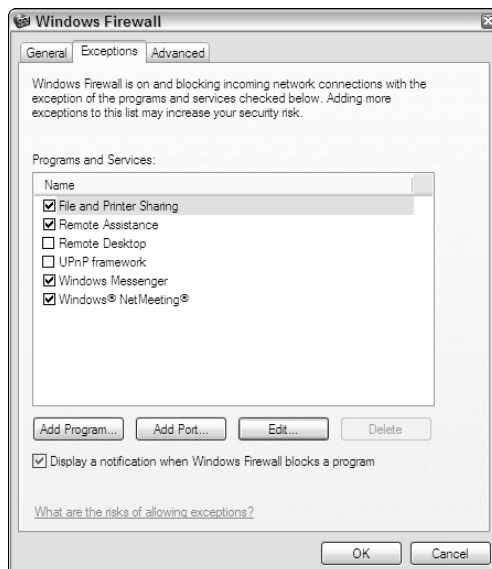 Windows Firewall
General Exceptions Advanced
Windows Firewall is on and blocking incoming network connections with the
exception of the programs and services checked below. Adding more
exceptions to this list may increase your security risk.
Programs and Services:
Name
File and Printer Sharing
Remote Assistance
Remote Desktop
UPnP framework
Windows Messenger
Windows® NetMeeting®
Add Program... Add Port... Edit... Delete
Display a notification when Windows Firewall blocks a program
What are the risks of allowing exceptions?
OK Cancel